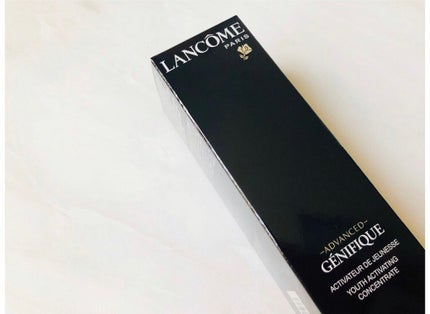 LANCÔME
PARIS
ADVANCED
GÉNIFIQUE
ACTIVATEUR DE JEUNESSE
YOUTH ACTIVATING
CONCENTRATE